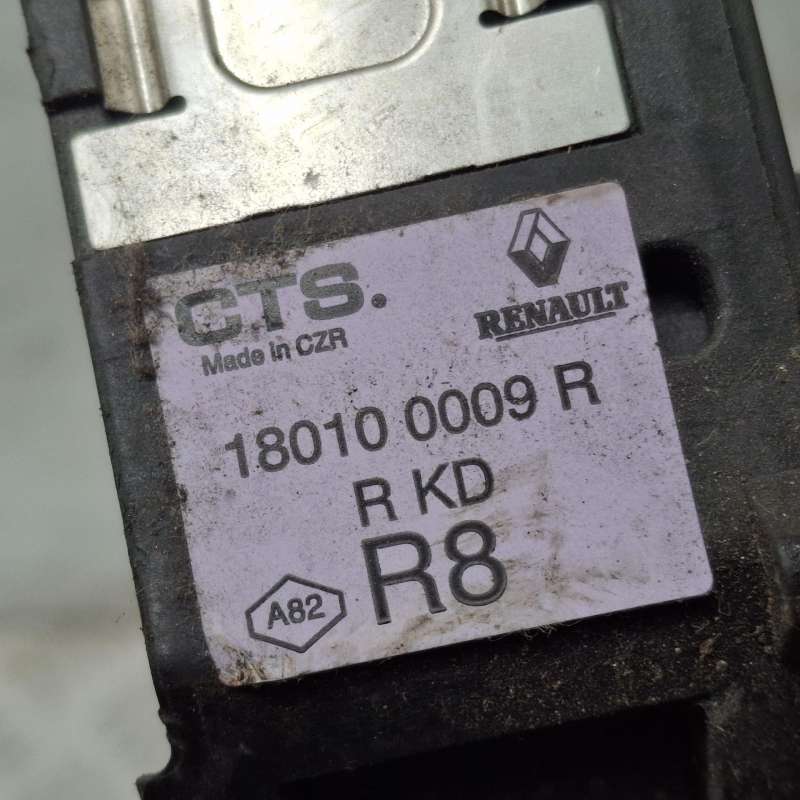 CTS.
Made in CZR
RENAULT
18010 0009 R
R KD
R8
A82